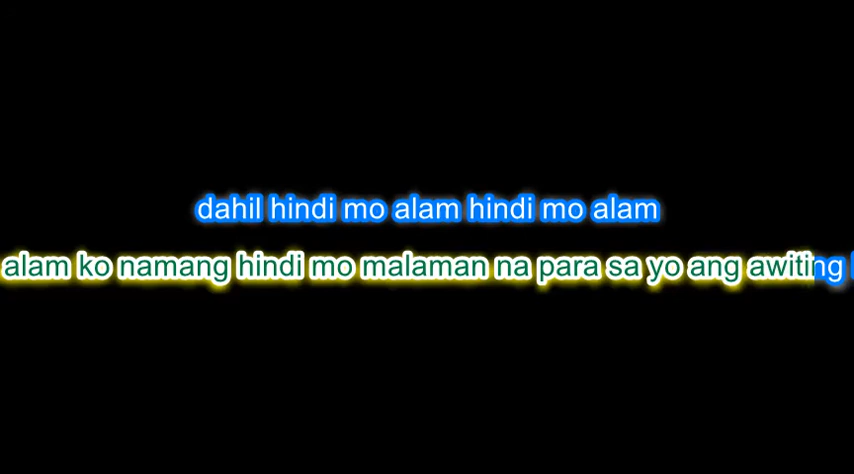 dahil hindi mo alam hindi mo alam
alam ko namang hindi mo malaman na para sa yo ang awiting